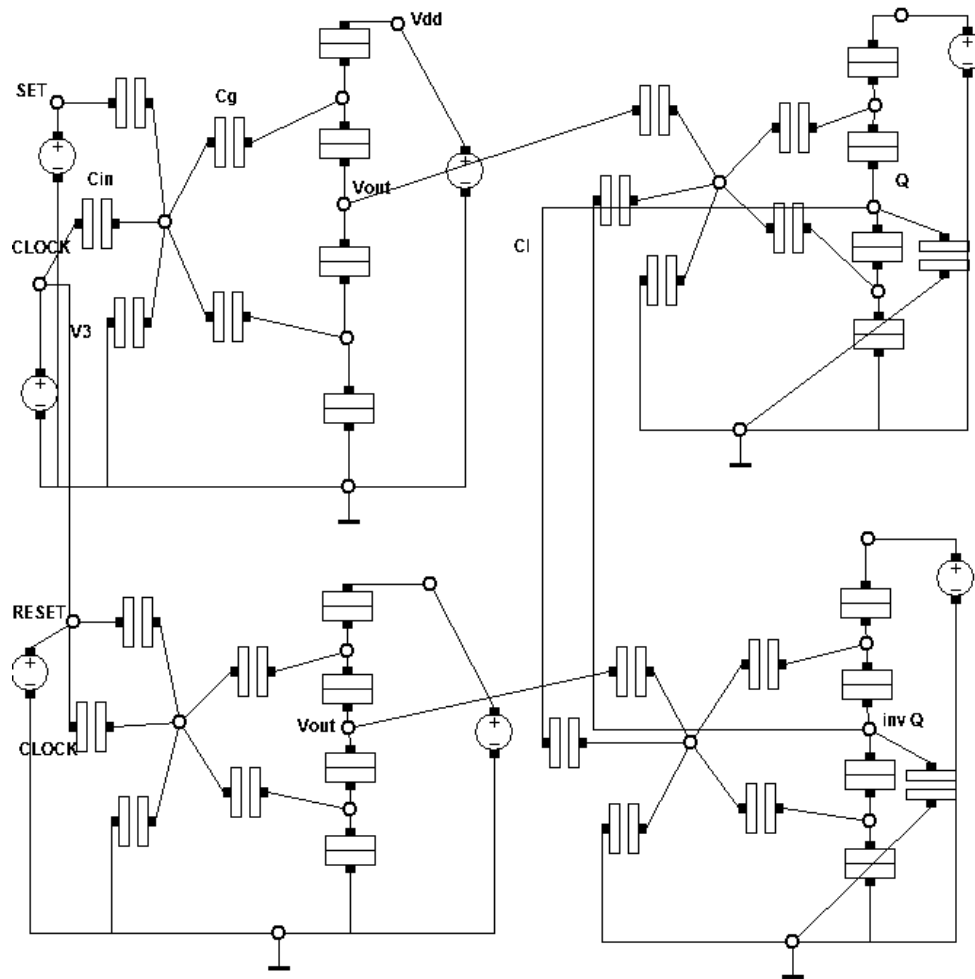 Vdd
SET
Cg
Cin
Vout
Q
CLOCK
Cl
V3
RESET
Vout
inv Q
CLOCK